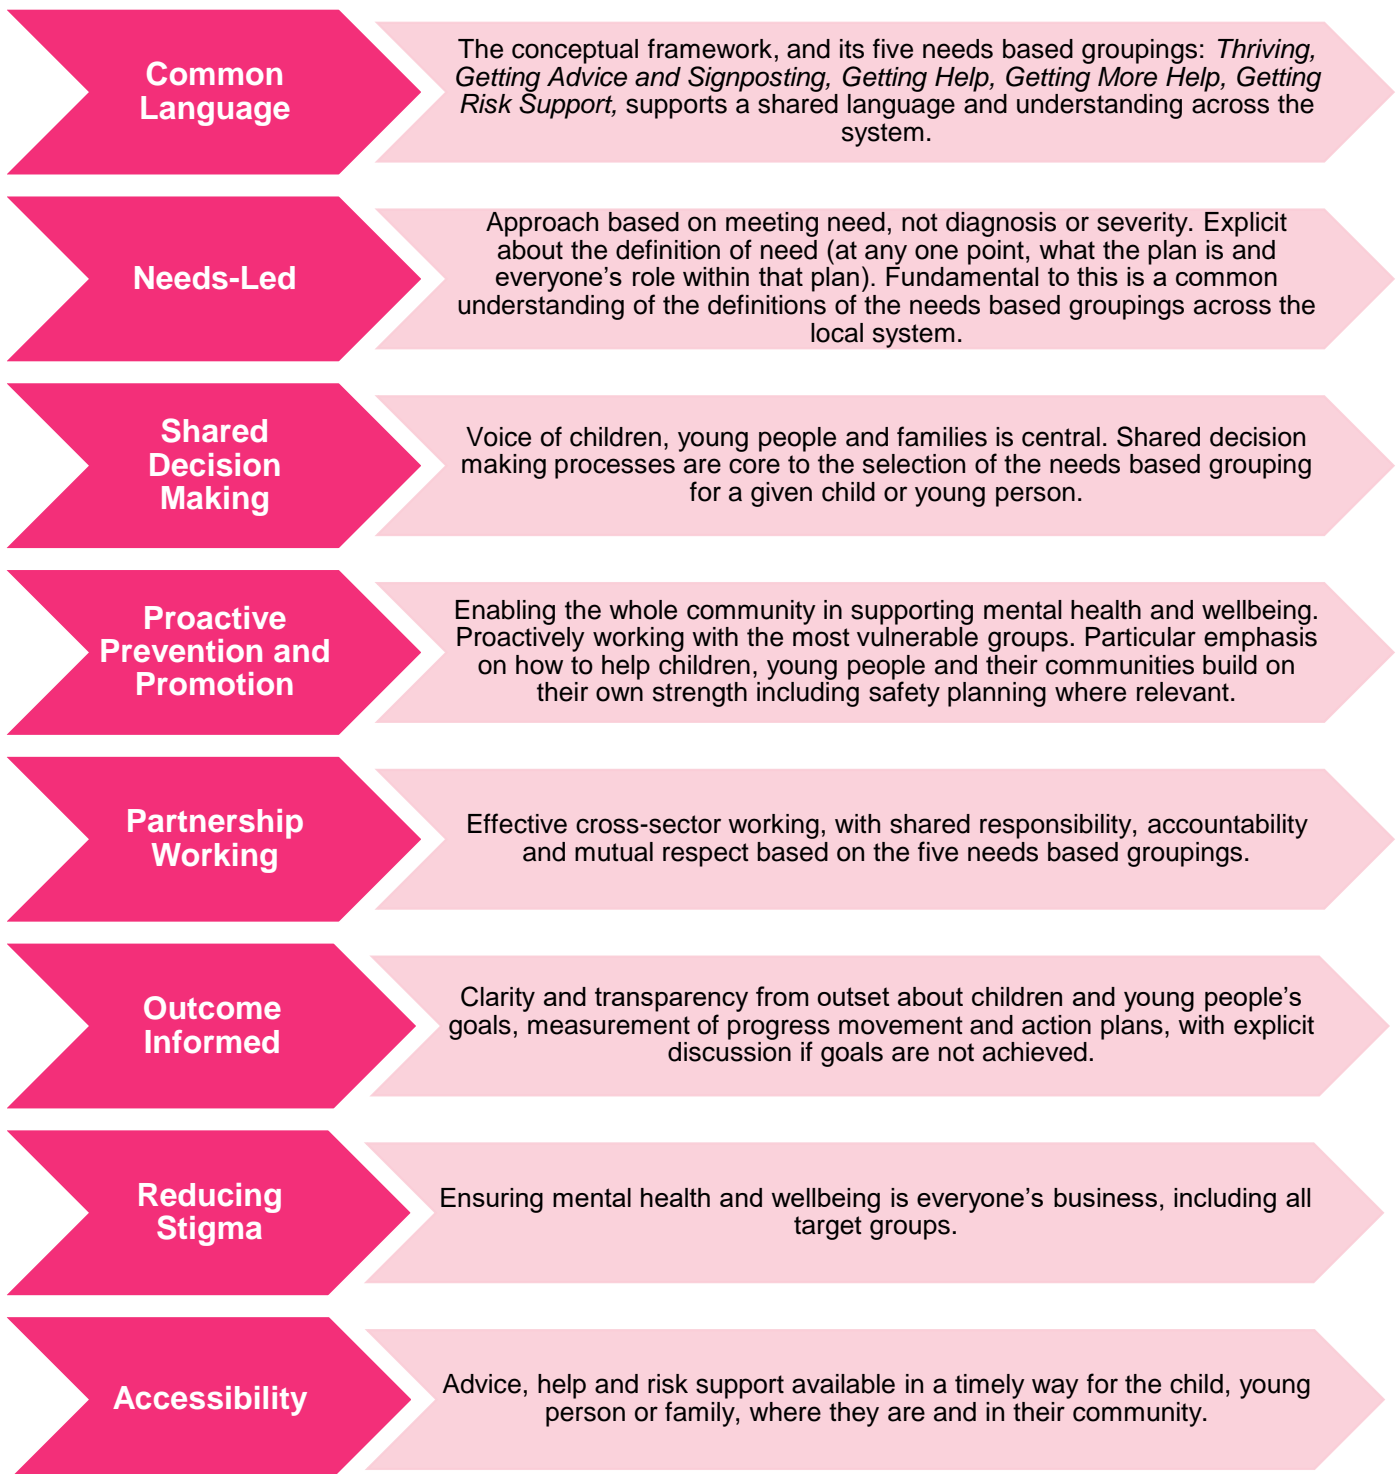 Common
Language
The conceptual framework, and its five needs based groupings: Thriving,
Getting Advice and Signposting, Getting Help, Getting More Help, Getting
Risk Support, supports a shared language and understanding across the
system.
Needs-Led
Approach based on meeting need, not diagnosis or severity. Explicit
about the definition of need (at any one point, what the plan is and
everyone’s role within that plan). Fundamental to this is a common
understanding of the definitions of the needs based groupings across the
local system.
Shared
Decision
Making
Voice of children, young people and families is central. Shared decision
making processes are core to the selection of the needs based grouping
for a given child or young person.
Proactive
Prevention and
Promotion
Enabling the whole community in supporting mental health and wellbeing.
Proactively working with the most vulnerable groups. Particular emphasis
on how to help children, young people and their communities build on
their own strength including safety planning where relevant.
Partnership
Working
Effective cross-sector working, with shared responsibility, accountability
and mutual respect based on the five needs based groupings.
Outcome
Informed
Clarity and transparency from outset about children and young people’s
goals, measurement of progress movement and action plans, with explicit
discussion if goals are not achieved.
Reducing
Stigma
Ensuring mental health and wellbeing is everyone’s business, including all
target groups.
Accessibility
Advice, help and risk support available in a timely way for the child, young
person or family, where they are and in their community.